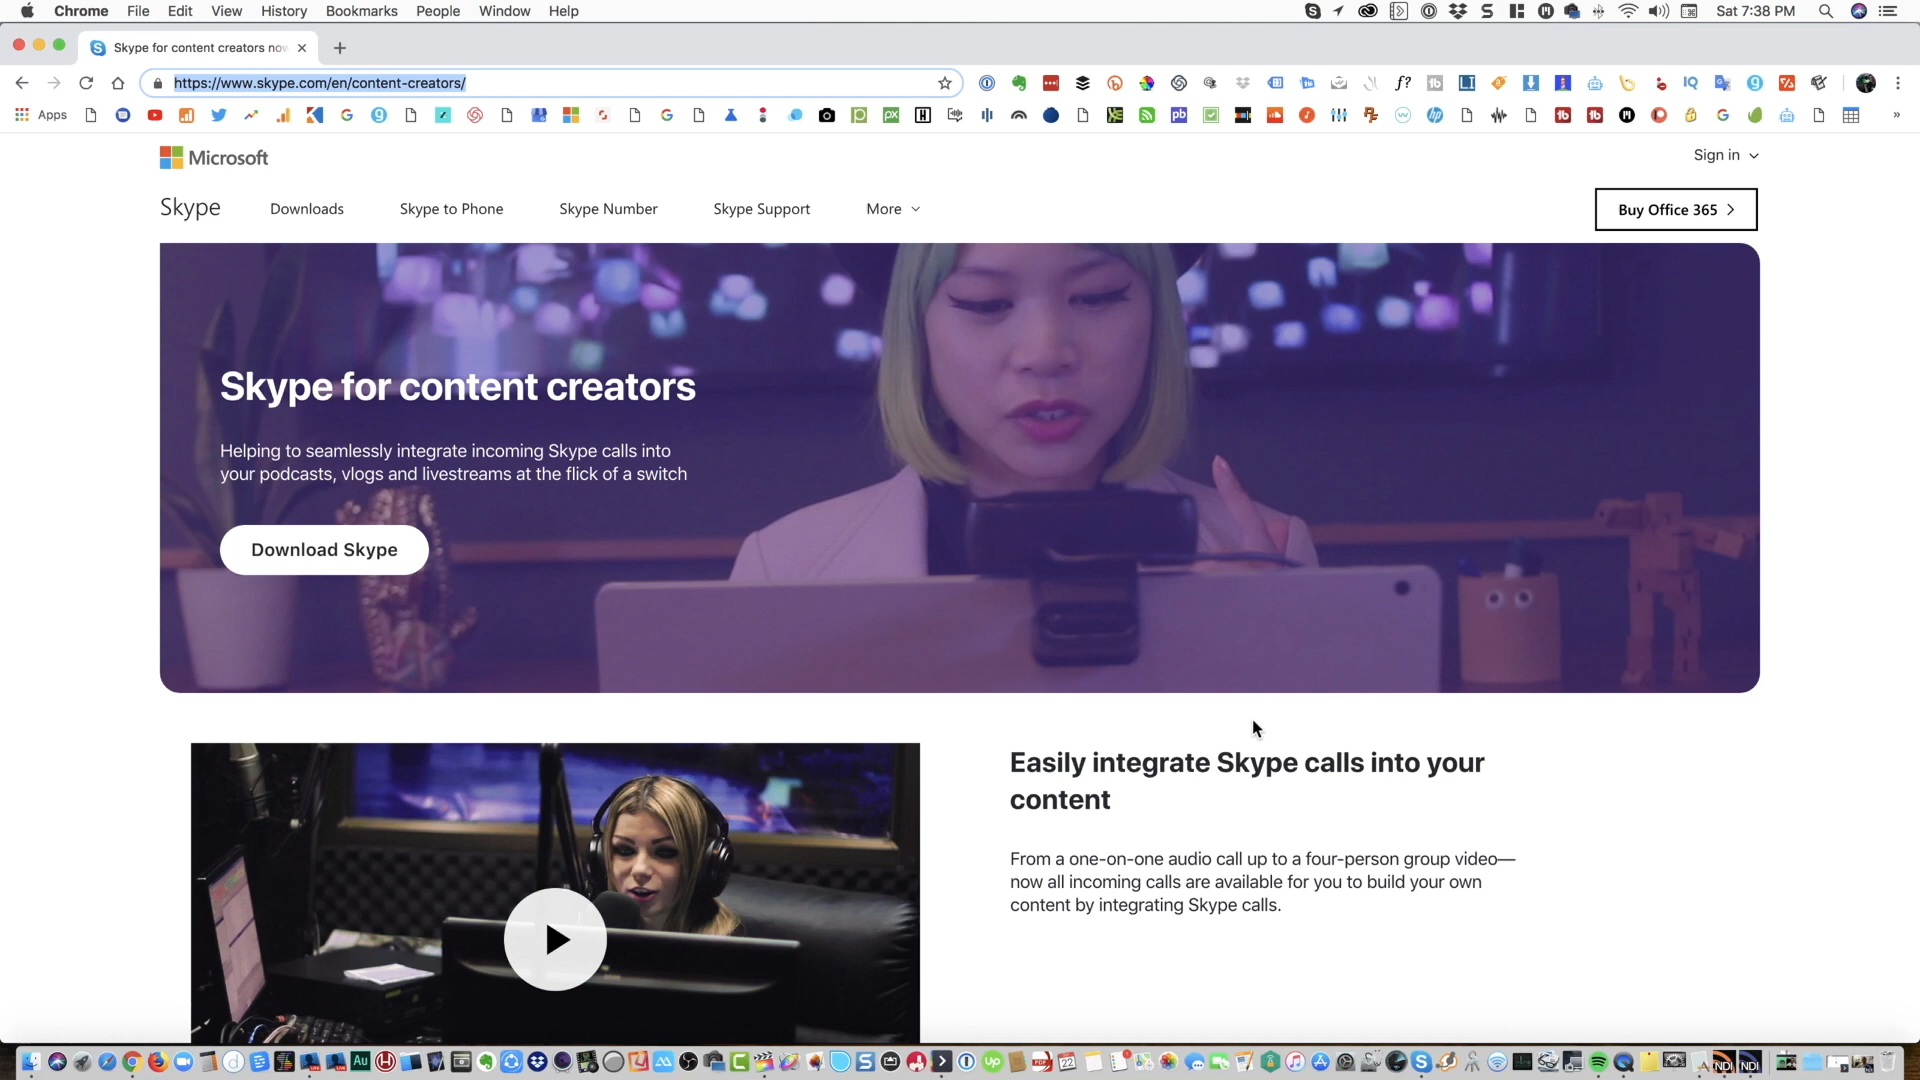 Chrome File Edit View History Bookmarks People Window Help
Sat 7:38 PM
Skype for content creators now
https://www.skype.com/en/content-creators/
Apps
Microsoft
Sign in
Skype
Downloads
Skype to Phone
Skype Number
Skype Support
More
Buy Office 365
Skype for content creators
Helping to seamlessly integrate incoming Skype calls into
your podcasts, vlogs and livestreams at the flick of a switch
Download Skype
Easily integrate Skype calls into your
content
From a one-on-one audio call up to a four-person group video—
now all incoming calls are available for you to build your own
content by integrating Skype calls.